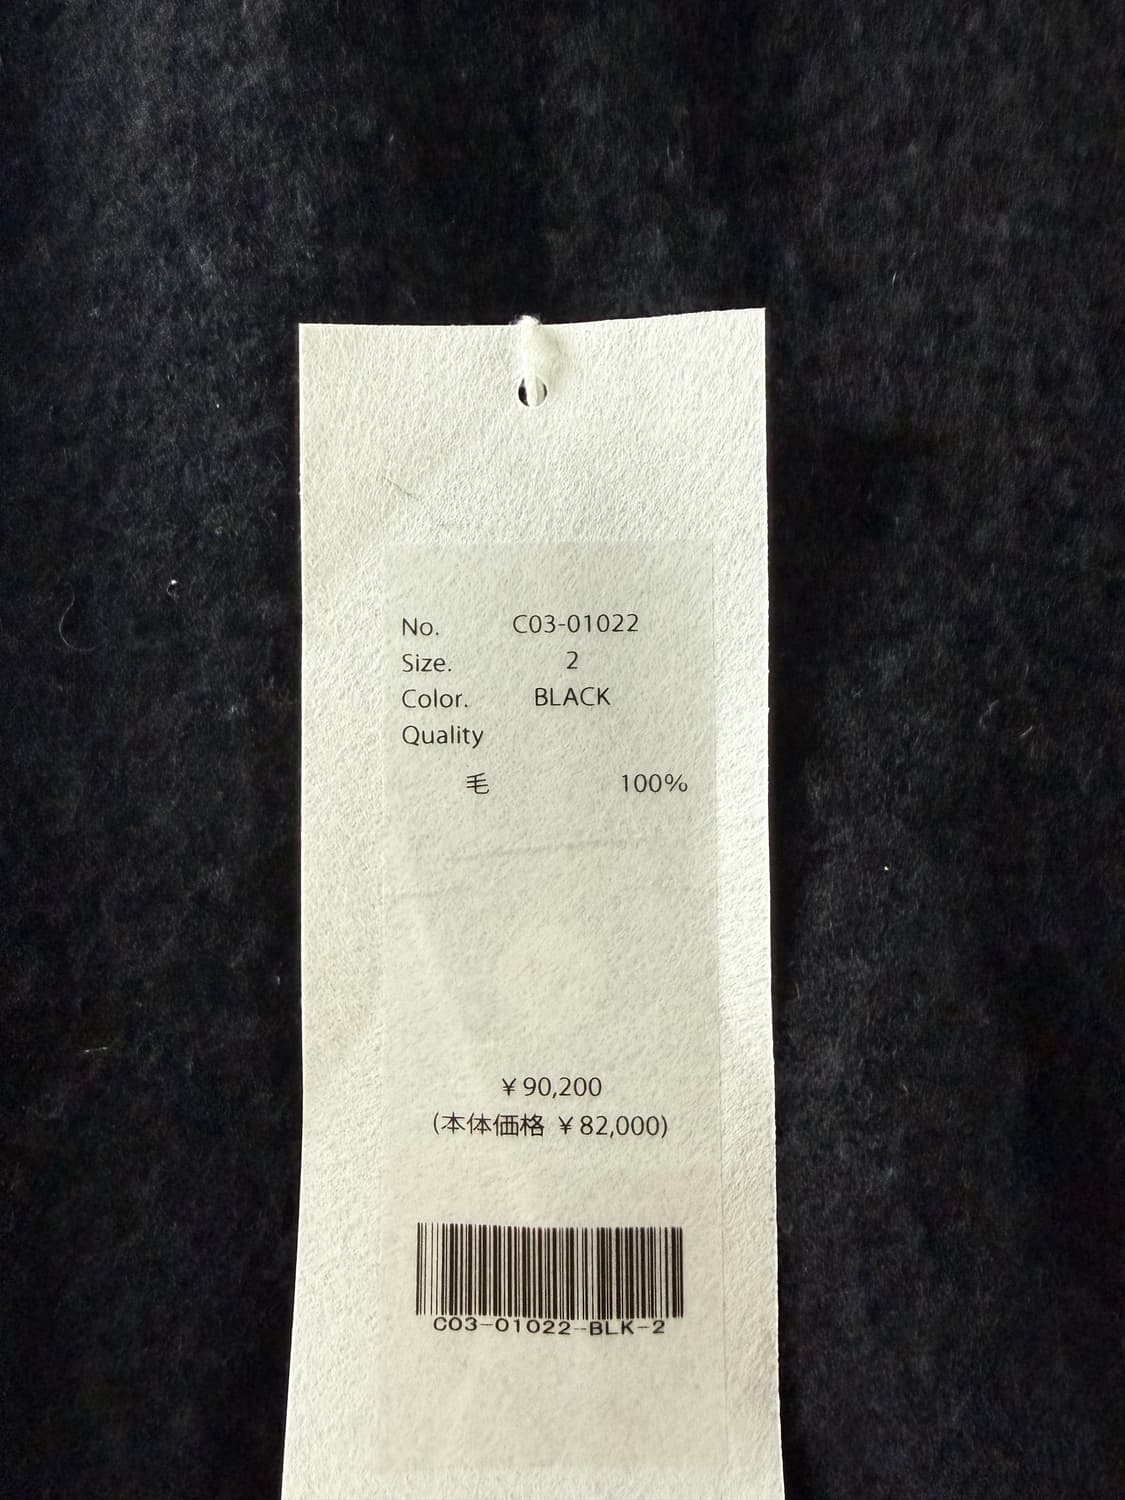 No. C03-01022
Size. 2
Color. BLACK
Quality
毛 100%
¥90,200
(本体価格 ¥82,000)
C03-01022-BLK-2